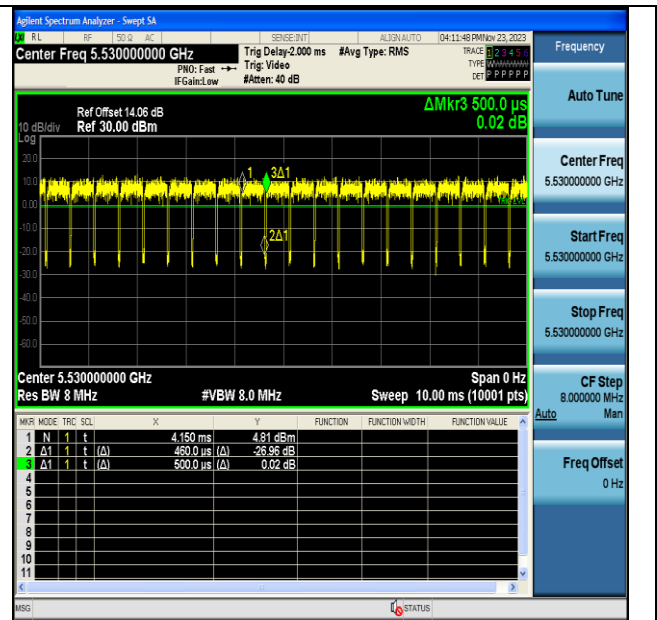 Agilent Spectrum Analyzer - Swept SA
RL RF 50 Ω AC SENSE:INT ALIGN AUTO 04:11:48 PM Nov 23, 2023
Center Freq 5.530000000 GHz
PNO: Fast
IFGain:Low
Trig Delay-2.000 ms
Trig: Video
#Atten: 40 dB
#Avg Type: RMS
TRACE 1 2 3 4 5 6
TYPE
DET P P P P P P
Frequency
ΔMkr3 500.0 µs
0.02 dB
Ref Offset 14.06 dB
10 dB/div Ref 30.00 dBm
Log
20.0
10.0
0.00
-10.0
-20.0
-30.0
-40.0
-50.0
-60.0
1
3Δ1
2Δ1
Center 5.530000000 GHz Span 0 Hz
Res BW 8 MHz #VBW 8.0 MHz Sweep 10.00 ms (10001 pts)
MKR MODE TRC SCL X Y FUNCTION FUNCTION WIDTH FUNCTION VALUE
1 N 1 t 4.150 ms 4.81 dBm
2 Δ1 1 t (Δ) 460.0 µs (Δ) -26.96 dB
3 Δ1 1 t (Δ) 500.0 µs (Δ) 0.02 dB
4
5
6
7
8
9
10
11
MSG STATUS
Auto Tune
Center Freq
5.530000000 GHz
Start Freq
5.530000000 GHz
Stop Freq
5.530000000 GHz
CF Step
8.000000 MHz
Auto Man
Freq Offset
0 Hz